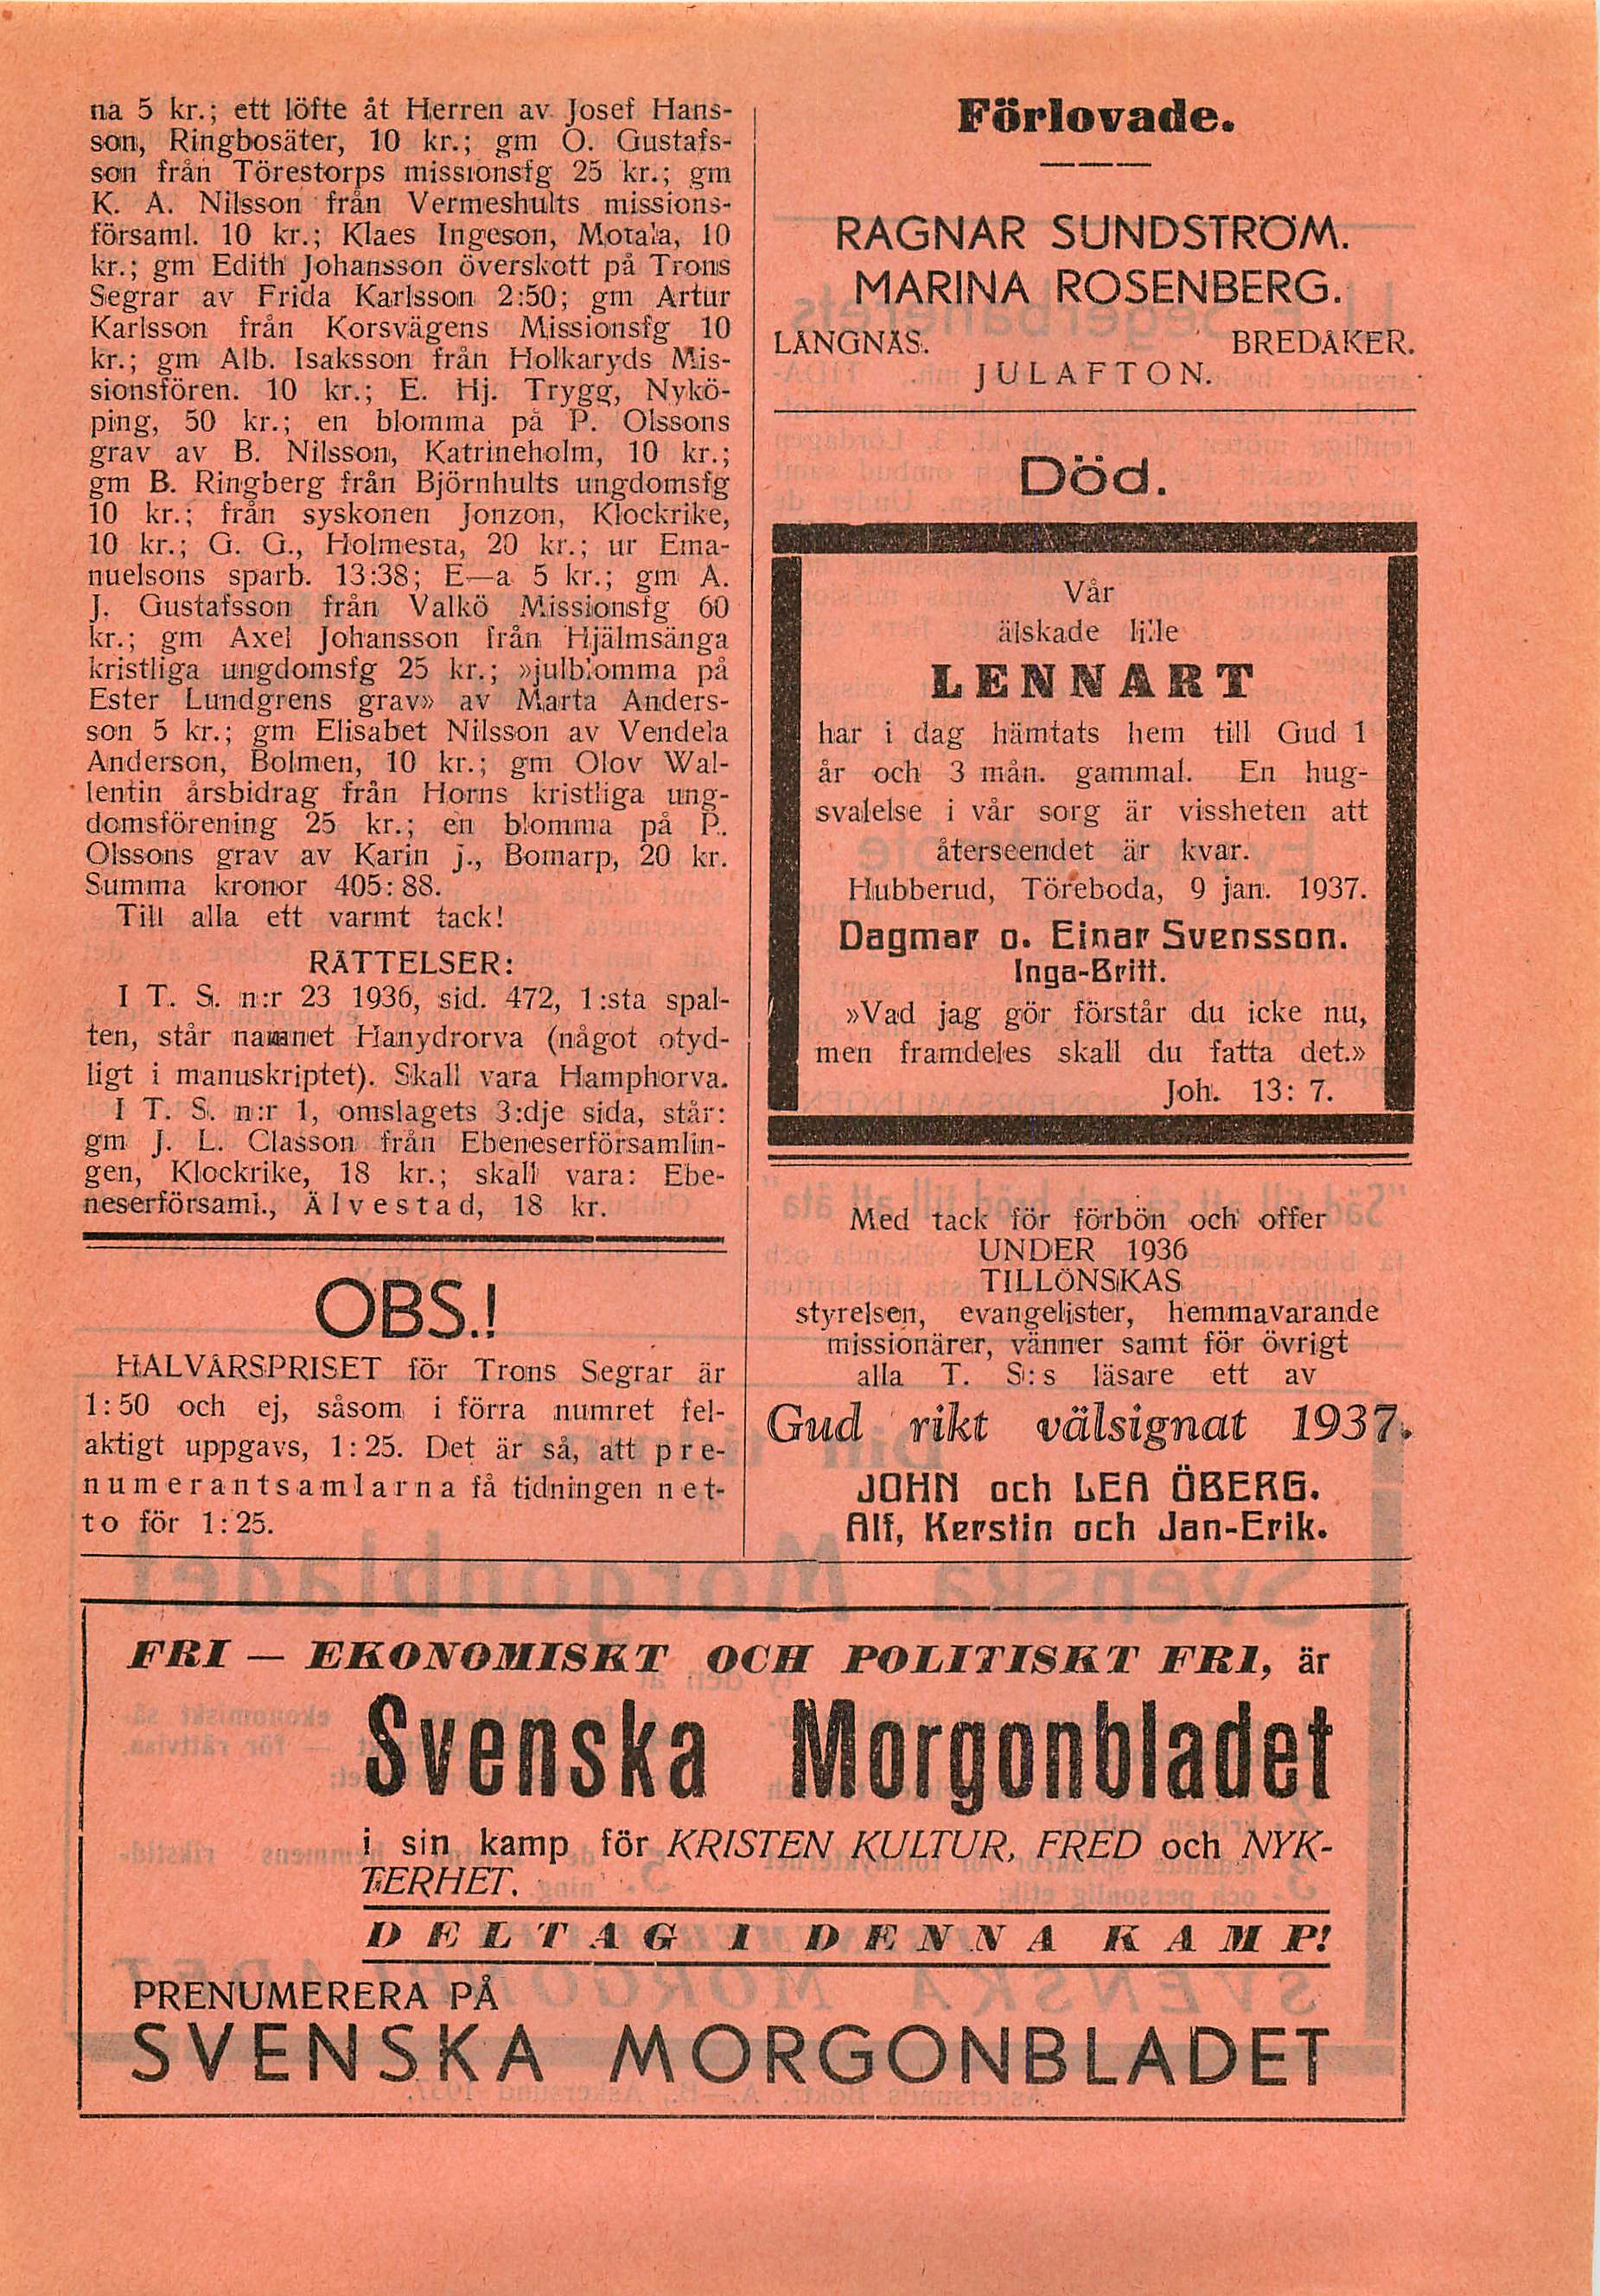 na 5 kr.; ett löfte åt Herren av Josef Hans-
son, Ringbosäter, 10 kr.; gm O. Gustafs-
son från Törestorps missionsfg 25 kr.; gm
K. A. Nilsson från Vermeshults missions-
församl. 10 kr.; Klaes Ingeson, Motala, 10
kr.; gm Edith Johansson överskott på Trons
Segrar av Frida Karlsson 2:50; gm Artur
Karlsson från Korsvägens Missionsfg 10
kr.; gm Alb. Isaksson från Holkaryds Mis-
sionsfören. 10 kr.; E. Hj. Trygg, Nykö-
ping, 50 kr.; en blomma på P. Olssons
grav av B. Nilsson, Katrineholm, 10 kr.;
gm B. Ringberg från Björnhults ungdomsfg
10 kr.; från syskonen Jonzon, Klockrike,
10 kr.; G. G., Holmesta, 20 kr.; ur Ema-
nuelsons sparb. 13:38; E—a 5 kr.; gm A.
J. Gustafsson från Valkö Missionsfg 60
kr.; gm Axel Johansson från Hjälmsänga
kristliga ungdomsfg 25 kr.; »julblomma på
Ester Lundgrens grav» av Marta Anders-
son 5 kr.; gm Elisabet Nilsson av Vendela
Anderson, Bolmen, 10 kr.; gm Olov Wal-
lentin årsbidrag från Horns kristliga ung-
domsförening 25 kr.; en blomma på P.
Olssons grav av Karin J., Bomarp, 20 kr.
Summa kronor 405: 88.
Till alla ett varmt tack!
RÄTTELSER:
I T. S. n:r 23 1936, sid. 472, 1:sta spal-
ten, står namnet Hanydrorva (något otyd-
ligt i manuskriptet). Skall vara Hamphorva.
I T. S. n:r 1, omslagets 3:dje sida, står:
gm J. L. Classon från Ebeneserförsamlin-
gen, Klockrike, 18 kr.; skall vara: Ebe-
neserförsaml., Älvestad, 18 kr.
OBS.!
HALVÅRSPRISET för Trons Segrar är
1: 50 och ej, såsom i förra numret fel-
aktigt uppgavs, 1: 25. Det är så, att pre-
numerantsamlarna få tidningen net-
to för 1: 25.
Förlovade.
RAGNAR SUNDSTRÖM.
MARINA ROSENBERG.
LÅNGNÄS. BREDÅKER.
JULAFTON.
Död.
Vår
älskade lille
LENNART
har i dag hämtats hem till Gud 1
år och 3 mån. gammal. En hug-
svalelse i vår sorg är vissheten att
återseendet är kvar.
Hubberud, Töreboda, 9 jan. 1937.
Dagmar o. Einar Svensson.
Inga-Britt.
»Vad jag gör förstår du icke nu,
men framdeles skall du fatta det.»
Joh. 13: 7.
Med tack för förbön och offer
UNDER 1936
TILLÖNSKAS
styrelsen, evangelister, hemmavarande
missionärer, vänner samt för övrigt
alla T. S:s läsare ett av
Gud rikt välsignat 1937.
JOHN och LEA ÖBERG.
Alf, Kerstin och Jan-Erik.
FRI — EKONOMISKT OCH POLITISKT FRI, är
Svenska Morgonbladet
i sin kamp för KRISTEN KULTUR, FRED och NYK-
TERHET.
DELTAG I DENNA KAMP!
PRENUMERERA PÅ
SVENSKA MORGONBLADET